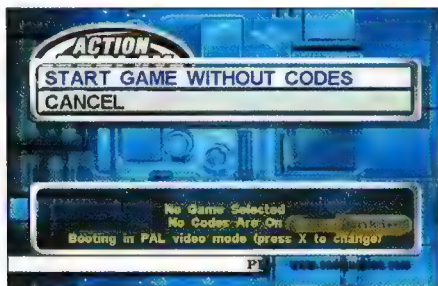 ACTION
START GAME WITHOUT CODES
CANCEL
No Game Selected
No Codes Are On
Booting in PAL video mode (press X to change)